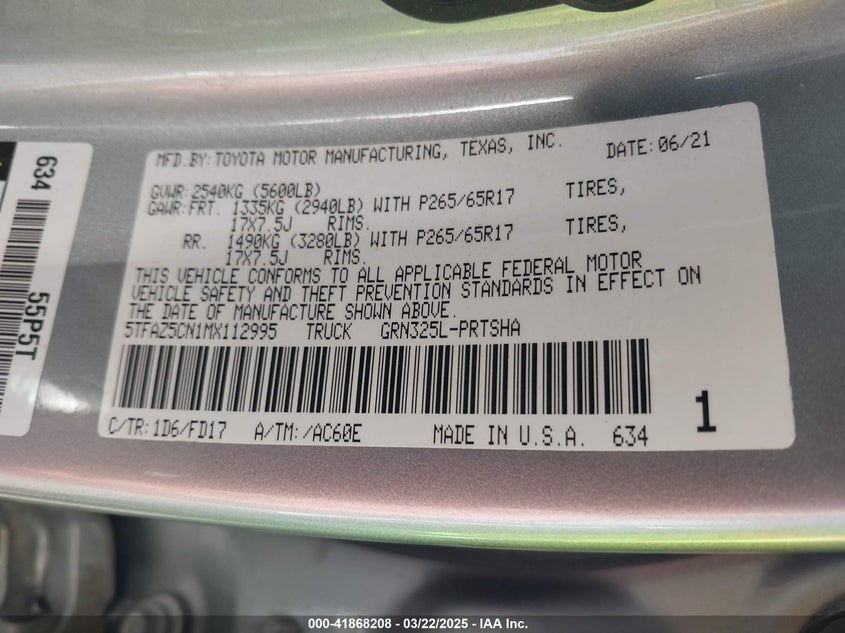 MFD.BY:TOYOTA MOTOR MANUFACTURING, TEXAS, INC. DATE:06/21
GVWR:2540KG (5600LB)
GAWR:FRT. 1335KG (2940LB) WITH P265/65R17 TIRES,
17X7.5J RIMS.
RR. 1490KG (3280LB) WITH P265/65R17 TIRES,
17X7.5J RIMS.
THIS VEHICLE CONFORMS TO ALL APPLICABLE FEDERAL MOTOR
VEHICLE SAFETY AND THEFT PREVENTION STANDARDS IN EFFECT ON
THE DATE OF MANUFACTURE SHOWN ABOVE.
5TFAZ5CN1MX112995 TRUCK GRN325L-PRTSHA
C/TR:1D6/FD17 A/TM:/AC60E MADE IN U.S.A. 634
1
634
55P5T
000-41868208 - 03/22/2025 - IAA Inc.